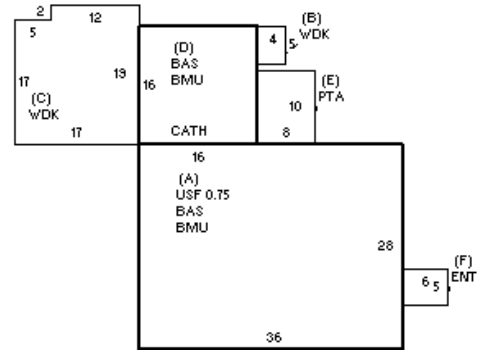 2
12
5
17
19
(C)
WDK
17
(D)
BAS
BMU
16
CATH
(B)
WDK
4
5
(E)
PTA
10
8
16
(A)
USF 0.75
BAS
BMU
28
36
(F)
ENT
6
5